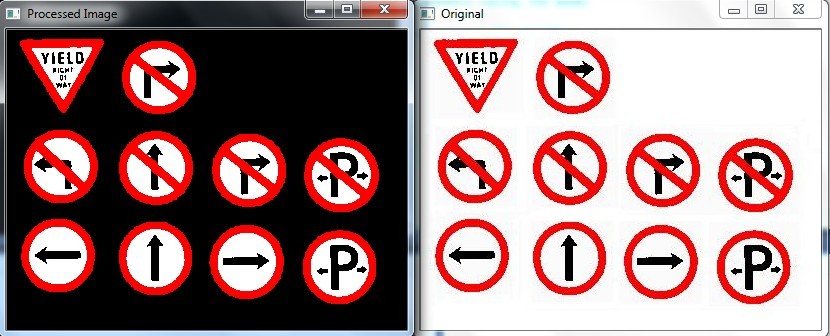 Processed Image
Original
YIELD
RIGHT
OF
WAY
YIELD
RIGHT
OF
WAY
P
P
P
P